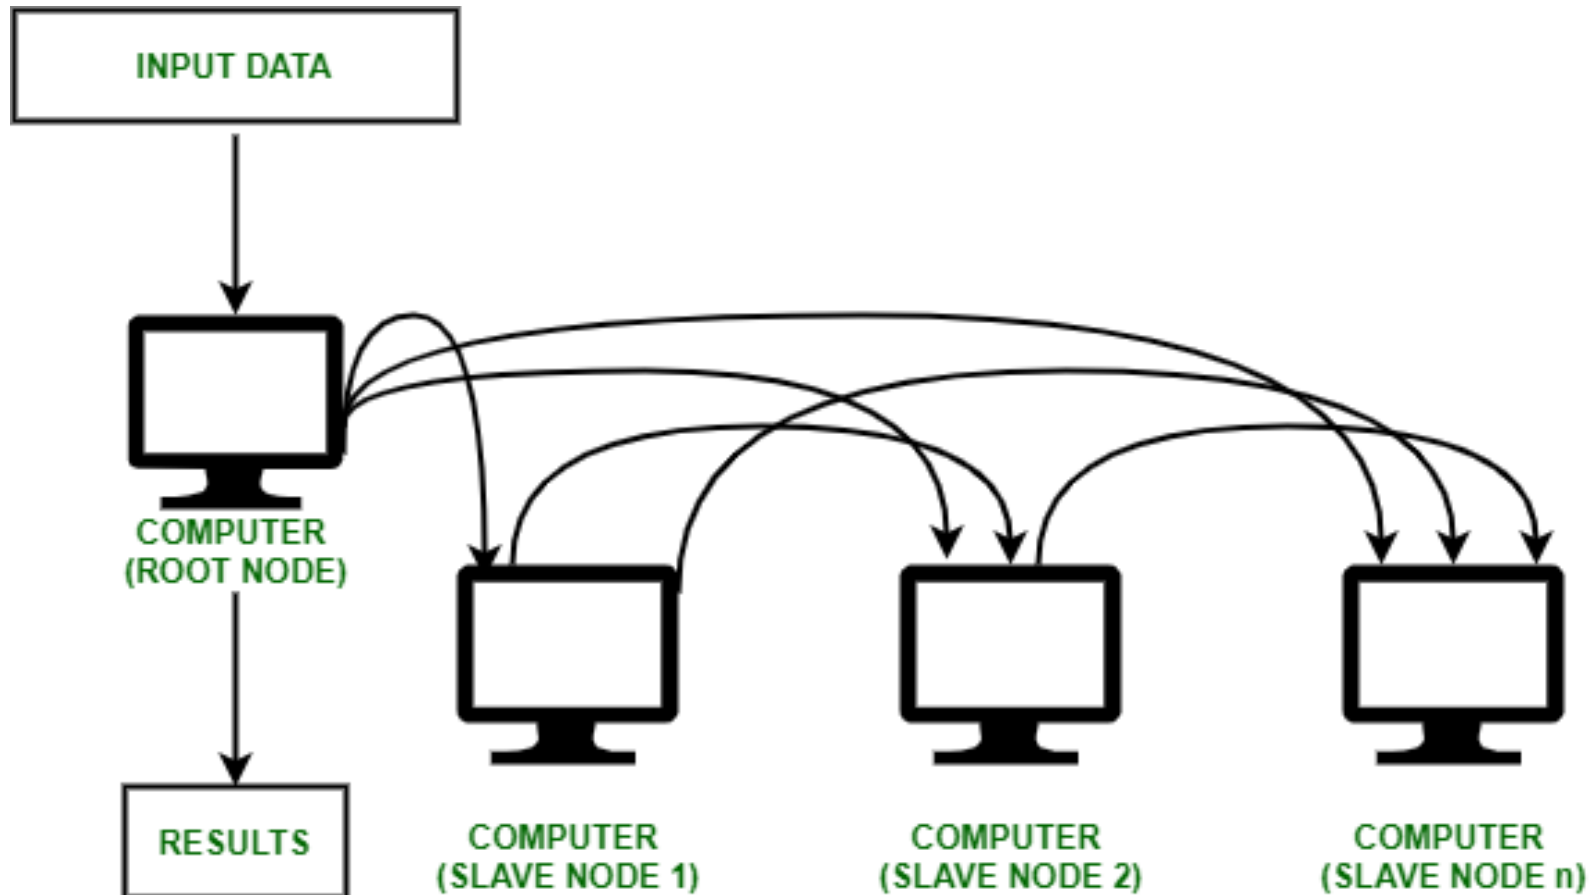 INPUT DATA
COMPUTER
(ROOT NODE)
RESULTS
COMPUTER
(SLAVE NODE 1)
COMPUTER
(SLAVE NODE 2)
COMPUTER
(SLAVE NODE n)